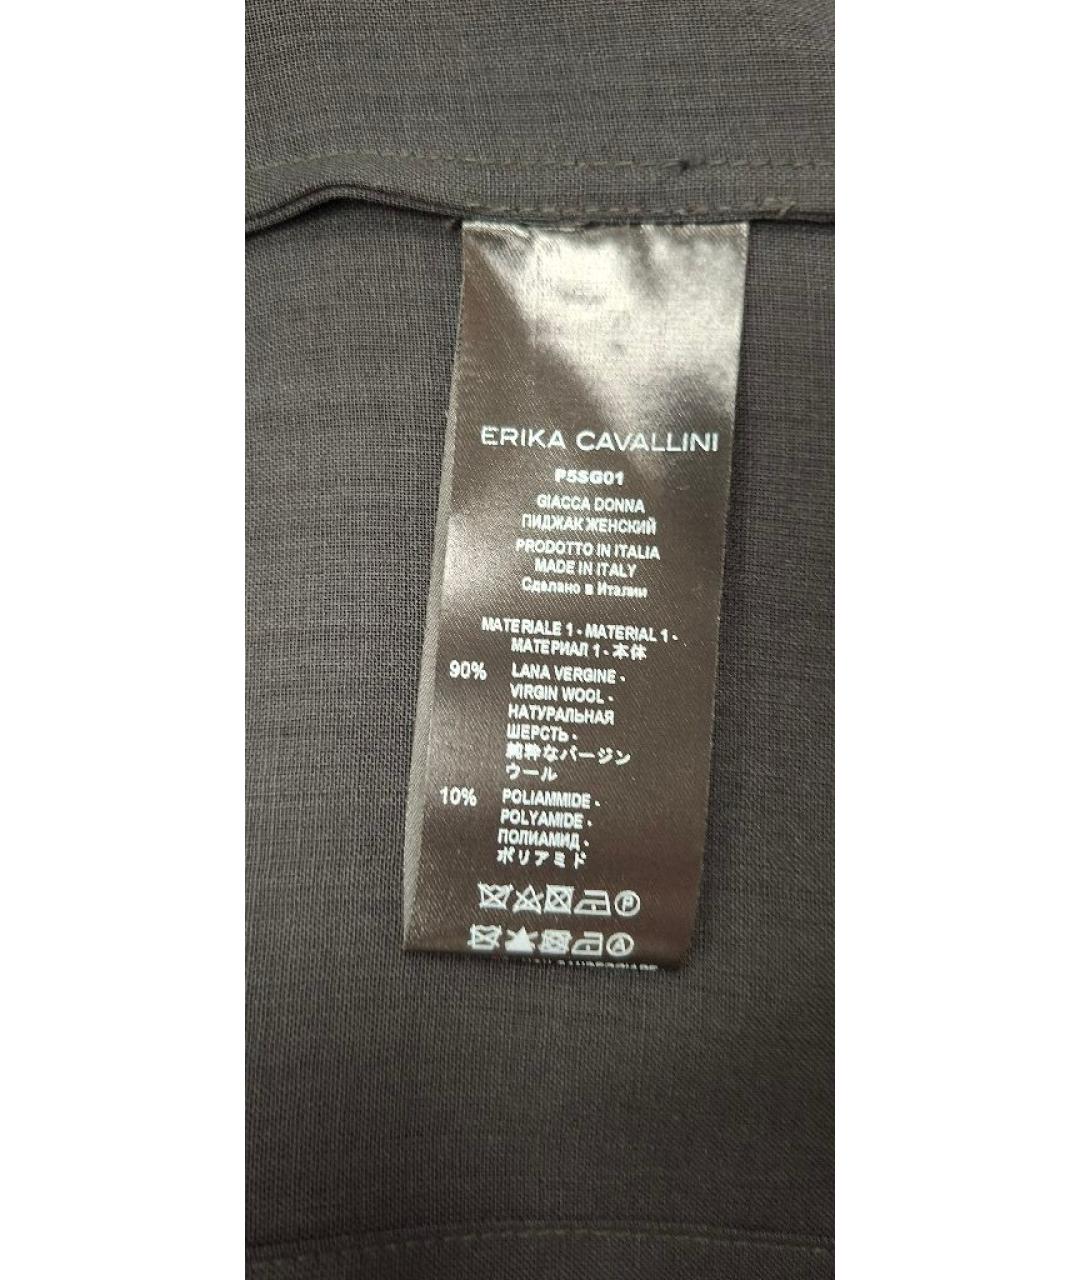 ERIKA CAVALLINI
P5SG01
GIACCA DONNA
ПИДЖАК ЖЕНСКИЙ
PRODOTTO IN ITALIA
MADE IN ITALY
Сделано в Италии
MATERIALE 1 - MATERIAL 1 -
МАТЕРИАЛ 1 - 本体
90% LANA VERGINE -
VIRGIN WOOL -
НАТУРАЛЬНАЯ
ШЕРСТЬ -
純粋なバージン
ウール
10% POLIAMMIDE -
POLYAMIDE -
ПОЛИАМИД -
ポリアミド
P
A